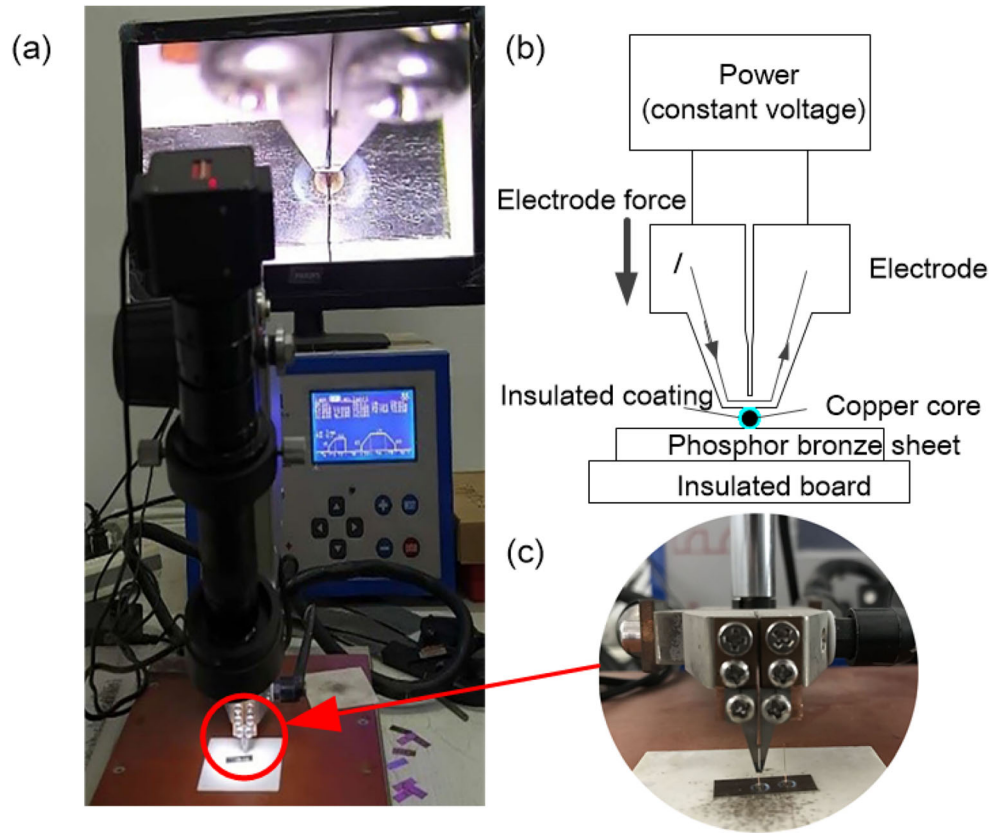 (a)
(b)
Power
(constant voltage)
Electrode force
I
Electrode
Insulated coating
Copper core
Phosphor bronze sheet
Insulated board
(c)